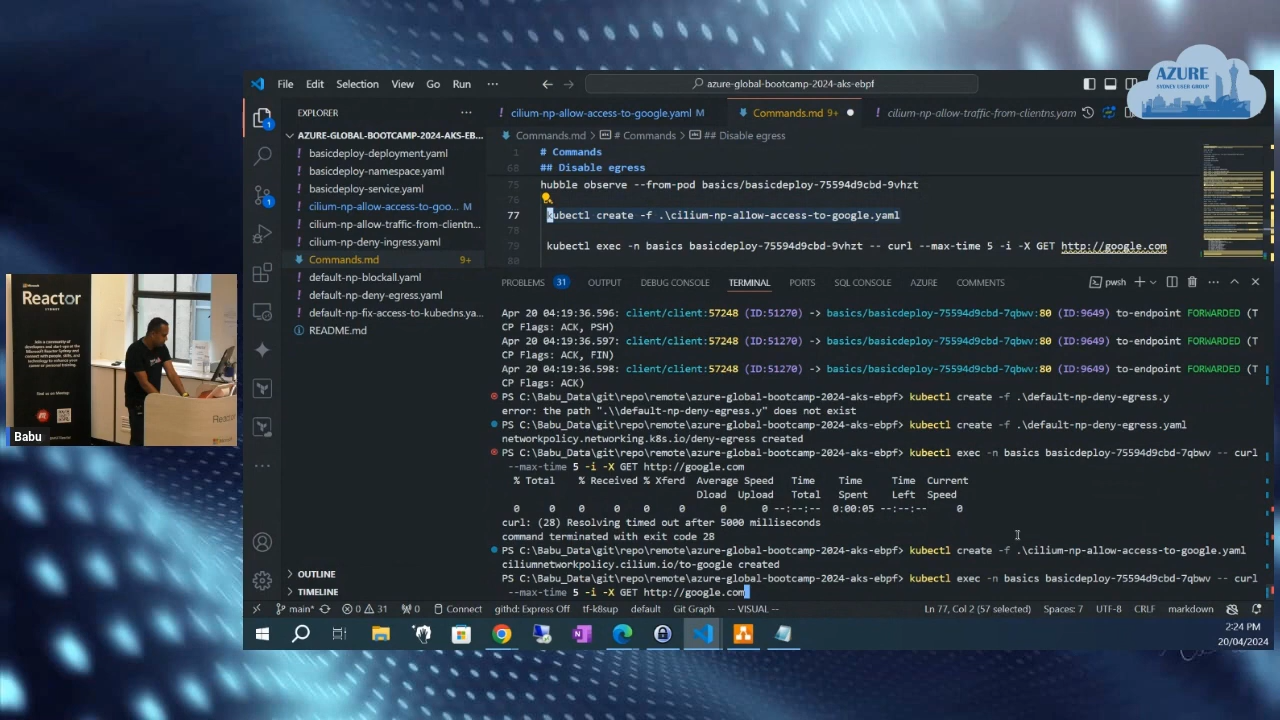 File Edit Selection View Go Run ···
azure-global-bootcamp-2024-aks-ebpf
AZURE
SYDNEY USER GROUP
EXPLORER
AZURE-GLOBAL-BOOTCAMP-2024-AKS-EB...
basicdeploy-deployment.yaml
basicdeploy-namespace.yaml
basicdeploy-service.yaml
cilium-np-allow-access-to-goo... M
cilium-np-allow-traffic-from-clientn...
cilium-np-deny-ingress.yaml
Commands.md 9+
default-np-blockall.yaml
default-np-deny-egress.yaml
default-np-fix-access-to-kubedns.ya...
README.md
OUTLINE
TIMELINE
cilium-np-allow-access-to-google.yaml M
Commands.md 9+
cilium-np-allow-traffic-from-clientns.yam
Commands.md > # Commands > ## Disable egress
1 # Commands
## Disable egress
75 hubble observe --from-pod basics/basicdeploy-75594d9cbd-9vhzt
77 kubectl create -f .\cilium-np-allow-access-to-google.yaml
78
79 kubectl exec -n basics basicdeploy-75594d9cbd-9vhzt -- curl --max-time 5 -i -X GET http://google.com
80
PROBLEMS 31 OUTPUT DEBUG CONSOLE TERMINAL PORTS SQL CONSOLE AZURE COMMENTS
pwsh
Apr 20 04:19:36.596: client/client:57248 (ID:51270) -> basics/basicdeploy-75594d9cbd-7qbwv:80 (ID:9649) to-endpoint FORWARDED (T
CP Flags: ACK, PSH)
Apr 20 04:19:36.597: client/client:57248 (ID:51270) -> basics/basicdeploy-75594d9cbd-7qbwv:80 (ID:9649) to-endpoint FORWARDED (T
CP Flags: ACK, FIN)
Apr 20 04:19:36.598: client/client:57248 (ID:51270) -> basics/basicdeploy-75594d9cbd-7qbwv:80 (ID:9649) to-endpoint FORWARDED (T
CP Flags: ACK)
PS C:\Babu_Data\git\repo\remote\azure-global-bootcamp-2024-aks-ebpf> kubectl create -f .\default-np-deny-egress.y
error: the path ".\\default-np-deny-egress.y" does not exist
PS C:\Babu_Data\git\repo\remote\azure-global-bootcamp-2024-aks-ebpf> kubectl create -f .\default-np-deny-egress.yaml
networkpolicy.networking.k8s.io/deny-egress created
PS C:\Babu_Data\git\repo\remote\azure-global-bootcamp-2024-aks-ebpf> kubectl exec -n basics basicdeploy-75594d9cbd-7qbwv -- curl
--max-time 5 -i -X GET http://google.com
% Total % Received % Xferd Average Speed Time Time Time Current
Dload Upload Total Spent Left Speed
0 0 0 0 0 0 0 0 --:--:-- 0:00:05 --:--:-- 0
curl: (28) Resolving timed out after 5000 milliseconds
command terminated with exit code 28
PS C:\Babu_Data\git\repo\remote\azure-global-bootcamp-2024-aks-ebpf> kubectl create -f .\cilium-np-allow-access-to-google.yaml
ciliumnetworkpolicy.cilium.io/to-google created
PS C:\Babu_Data\git\repo\remote\azure-global-bootcamp-2024-aks-ebpf> kubectl exec -n basics basicdeploy-75594d9cbd-7qbwv -- curl
--max-time 5 -i -X GET http://google.com
main* 0 31 0 Connect githd: Express Off tf-k8sup default Git Graph -- VISUAL -- Ln 77, Col 2 (57 selected) Spaces: 7 UTF-8 CRLF markdown
2:24 PM
20/04/2024
Microsoft
Reactor
SYDNEY
Babu